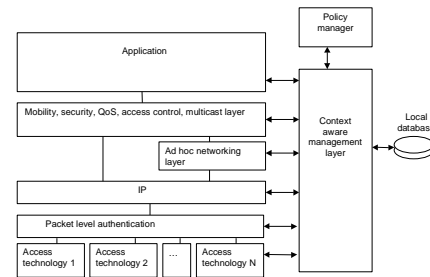 Policy
manager
Application
Mobility, security, QoS, access control, multicast layer
Context
aware
management
layer
Local
database
Ad hoc networking
layer
IP
Packet level authentication
Access
technology 1
Access
technology 2
...
Access
technology N